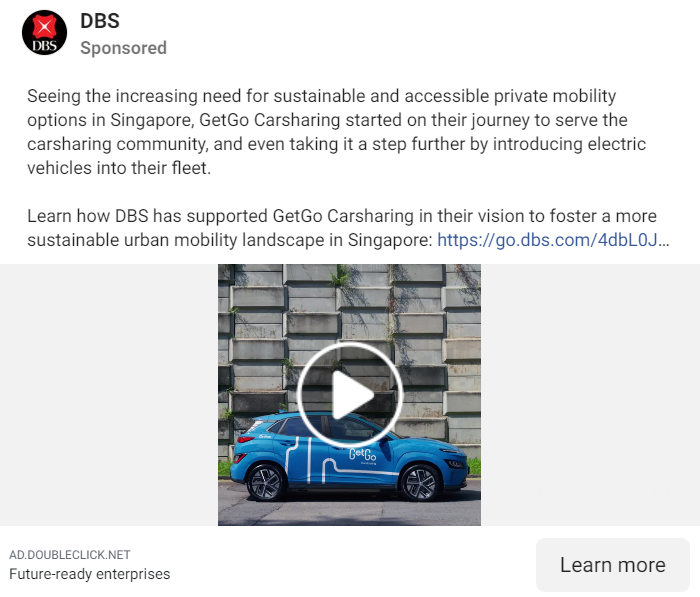 DBS
DBS
Sponsored
Seeing the increasing need for sustainable and accessible private mobility
options in Singapore, GetGo Carsharing started on their journey to serve the
carsharing community, and even taking it a step further by introducing electric
vehicles into their fleet.
Learn how DBS has supported GetGo Carsharing in their vision to foster a more
sustainable urban mobility landscape in Singapore: https://go.dbs.com/4dbL0J...
GetGo
AD.DOUBLECLICK.NET
Future-ready enterprises
Learn more